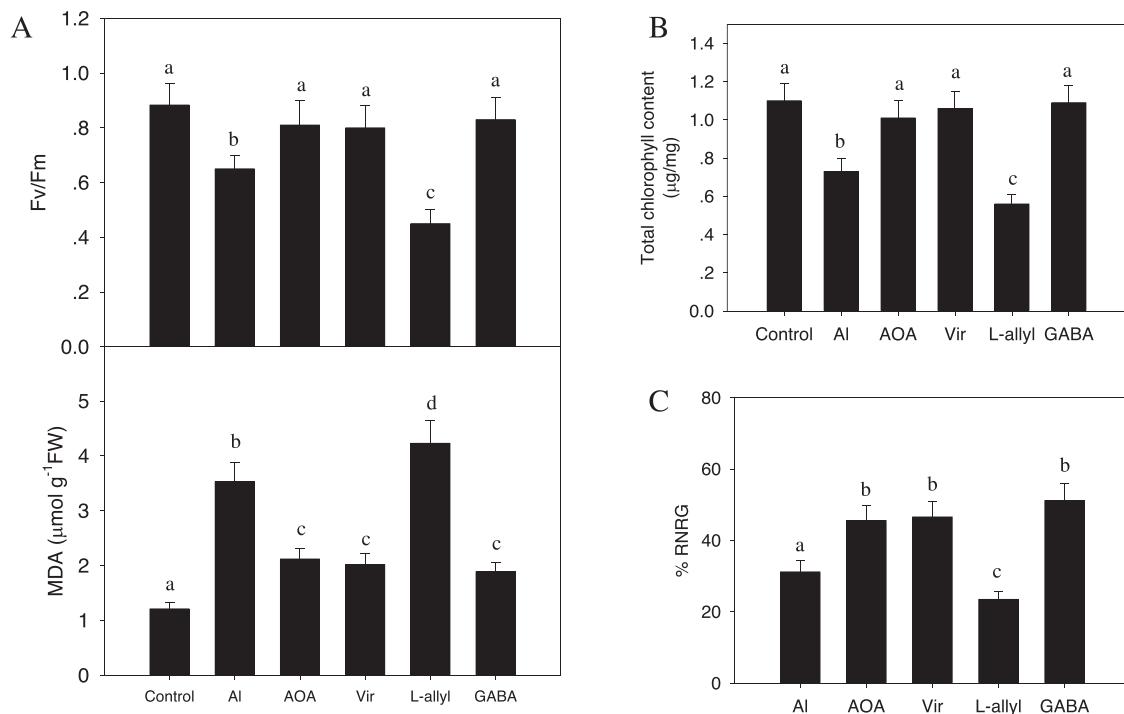 A
1.2
1.0
.8
.6
.4
.2
0.0
Fv/Fm
a
b
a
a
c
a
5
4
3
2
1
0
MDA (μmol g⁻¹FW)
a
b
c
c
d
c
Control Al AOA Vir L-allyl GABA
B
1.4
1.2
1.0
.8
.6
.4
.2
0.0
Total chlorophyll content
(μg/mg)
a
b
a
a
c
a
Control Al AOA Vir L-allyl GABA
C
80
60
40
20
0
% RNRG
a
b
b
c
b
Al AOA Vir L-allyl GABA